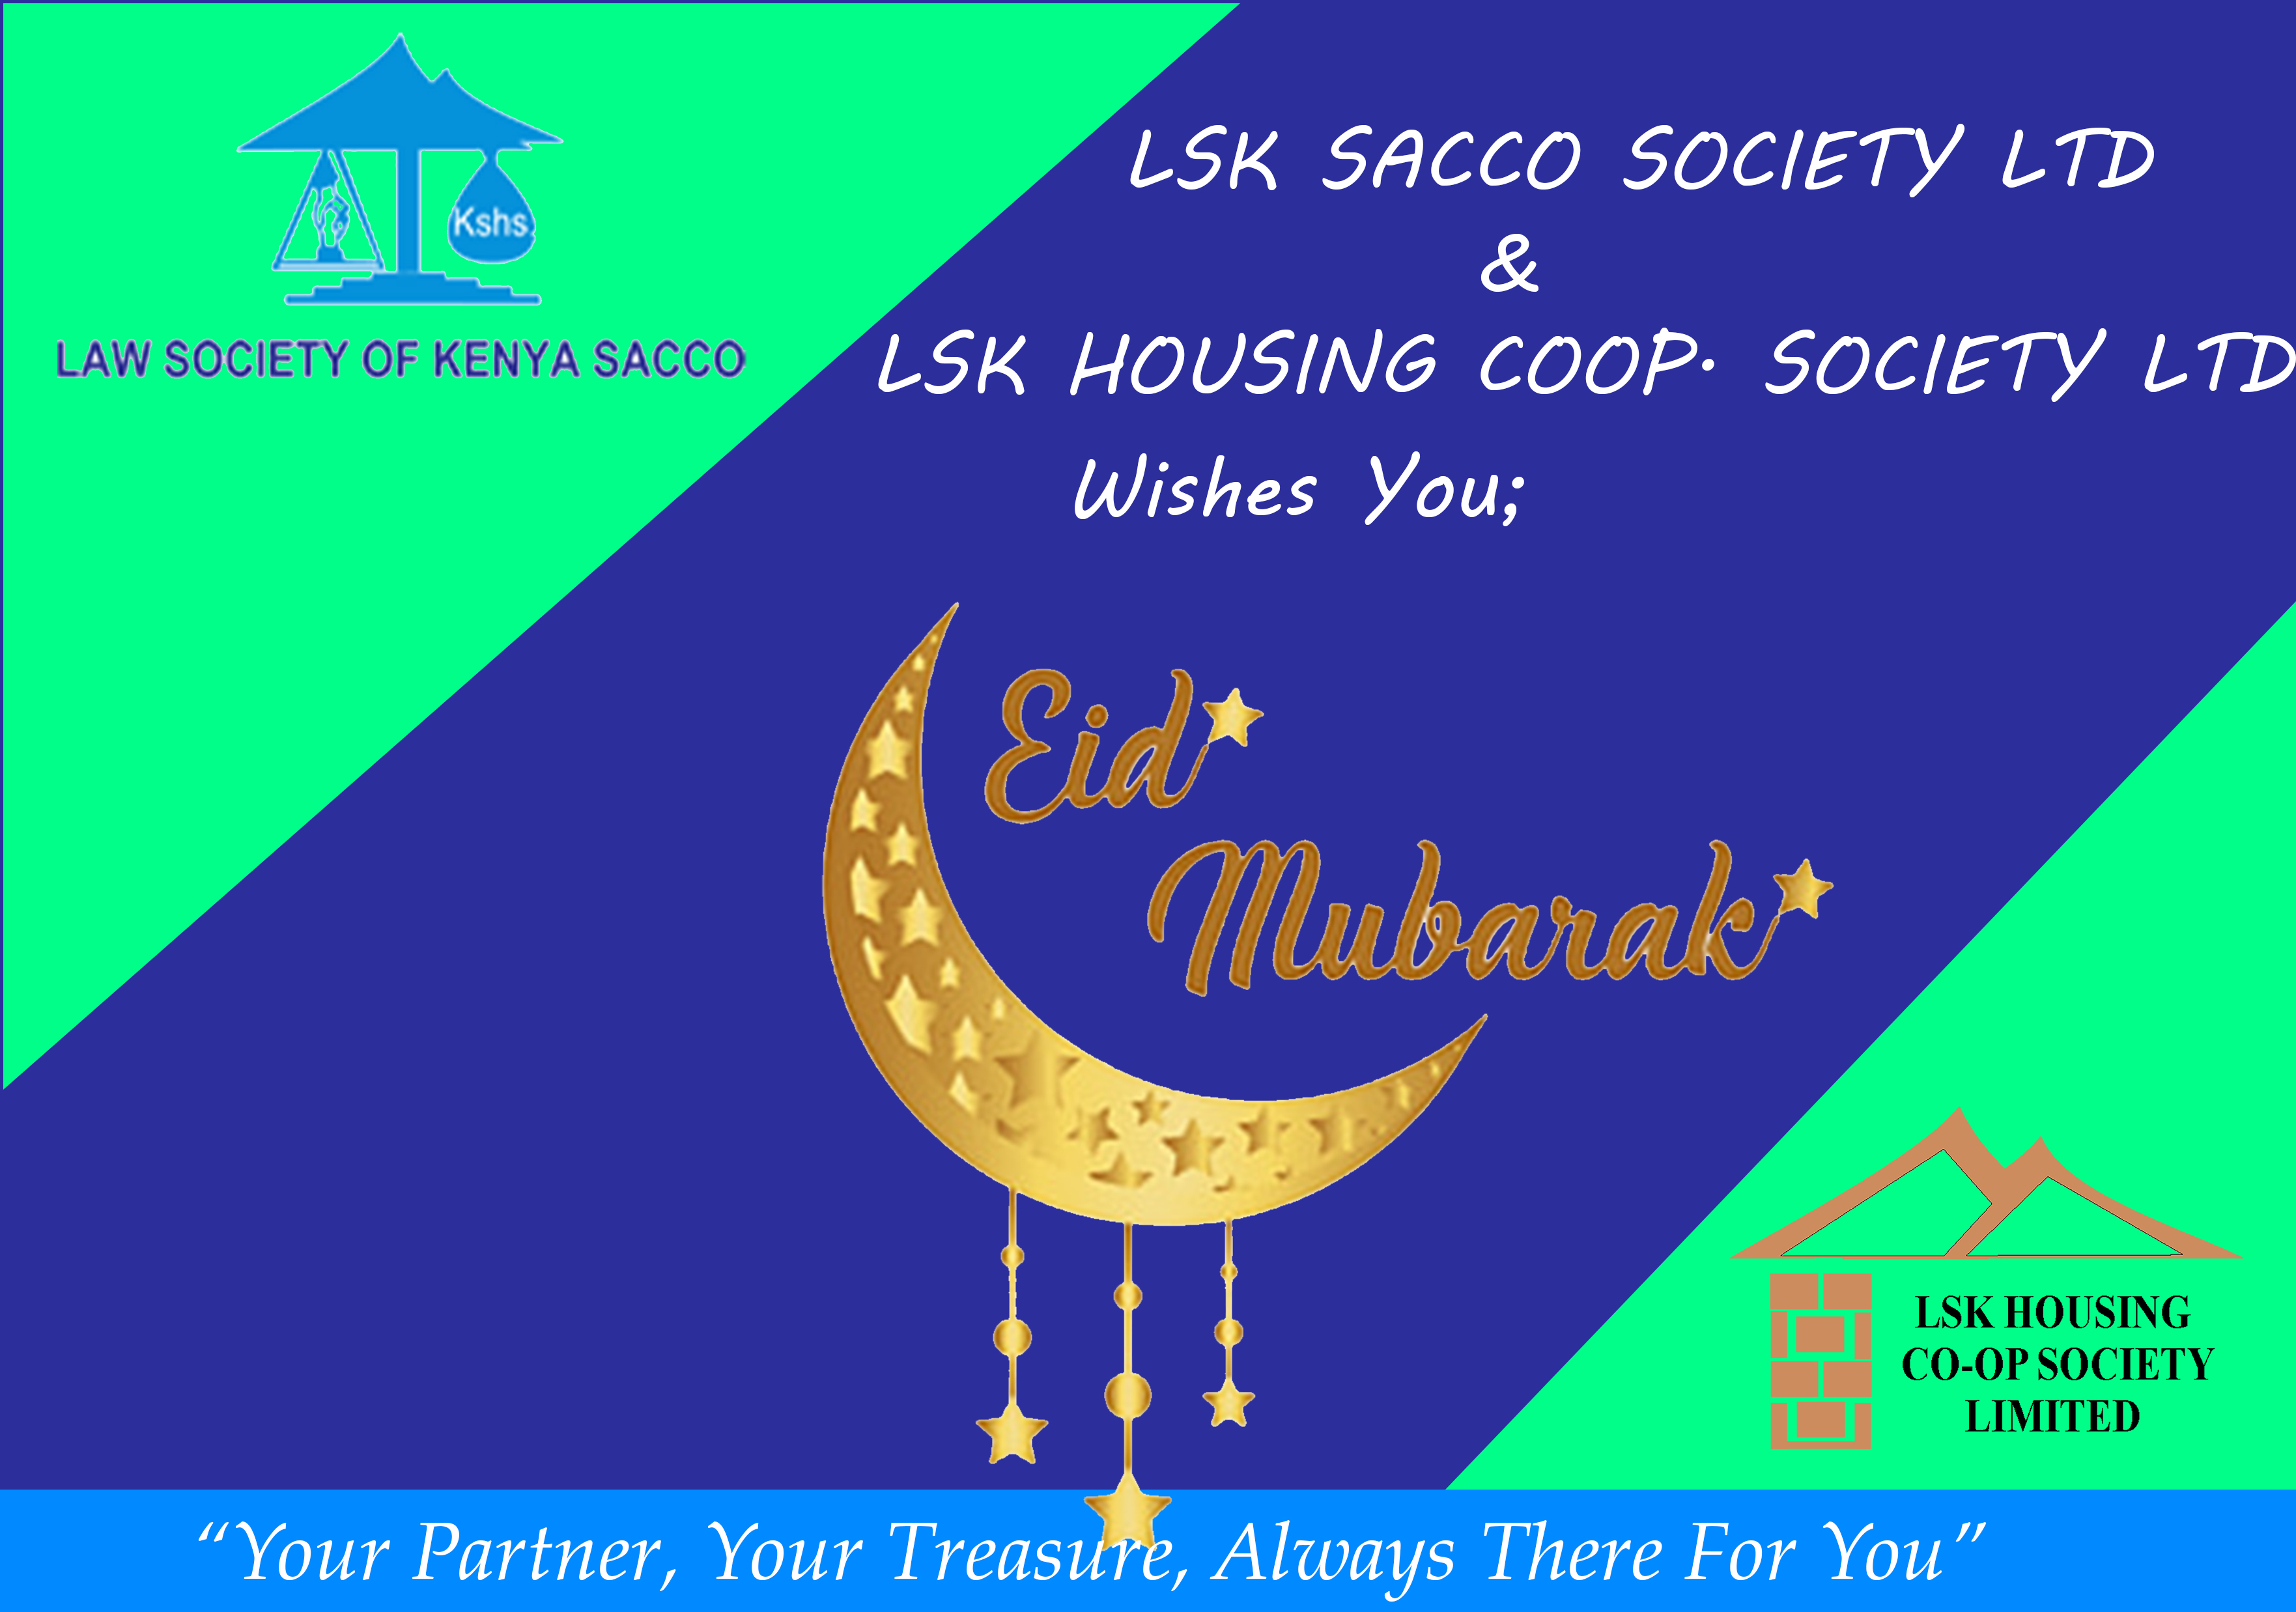 Kshs
LAW SOCIETY OF KENYA SACCO
LSK SACCO SOCIETY LTD
&
LSK HOUSING COOP. SOCIETY LTD
Wishes You;
Eid
Mubarak
LSK HOUSING
CO-OP SOCIETY
LIMITED
“Your Partner, Your Treasure, Always There For You”